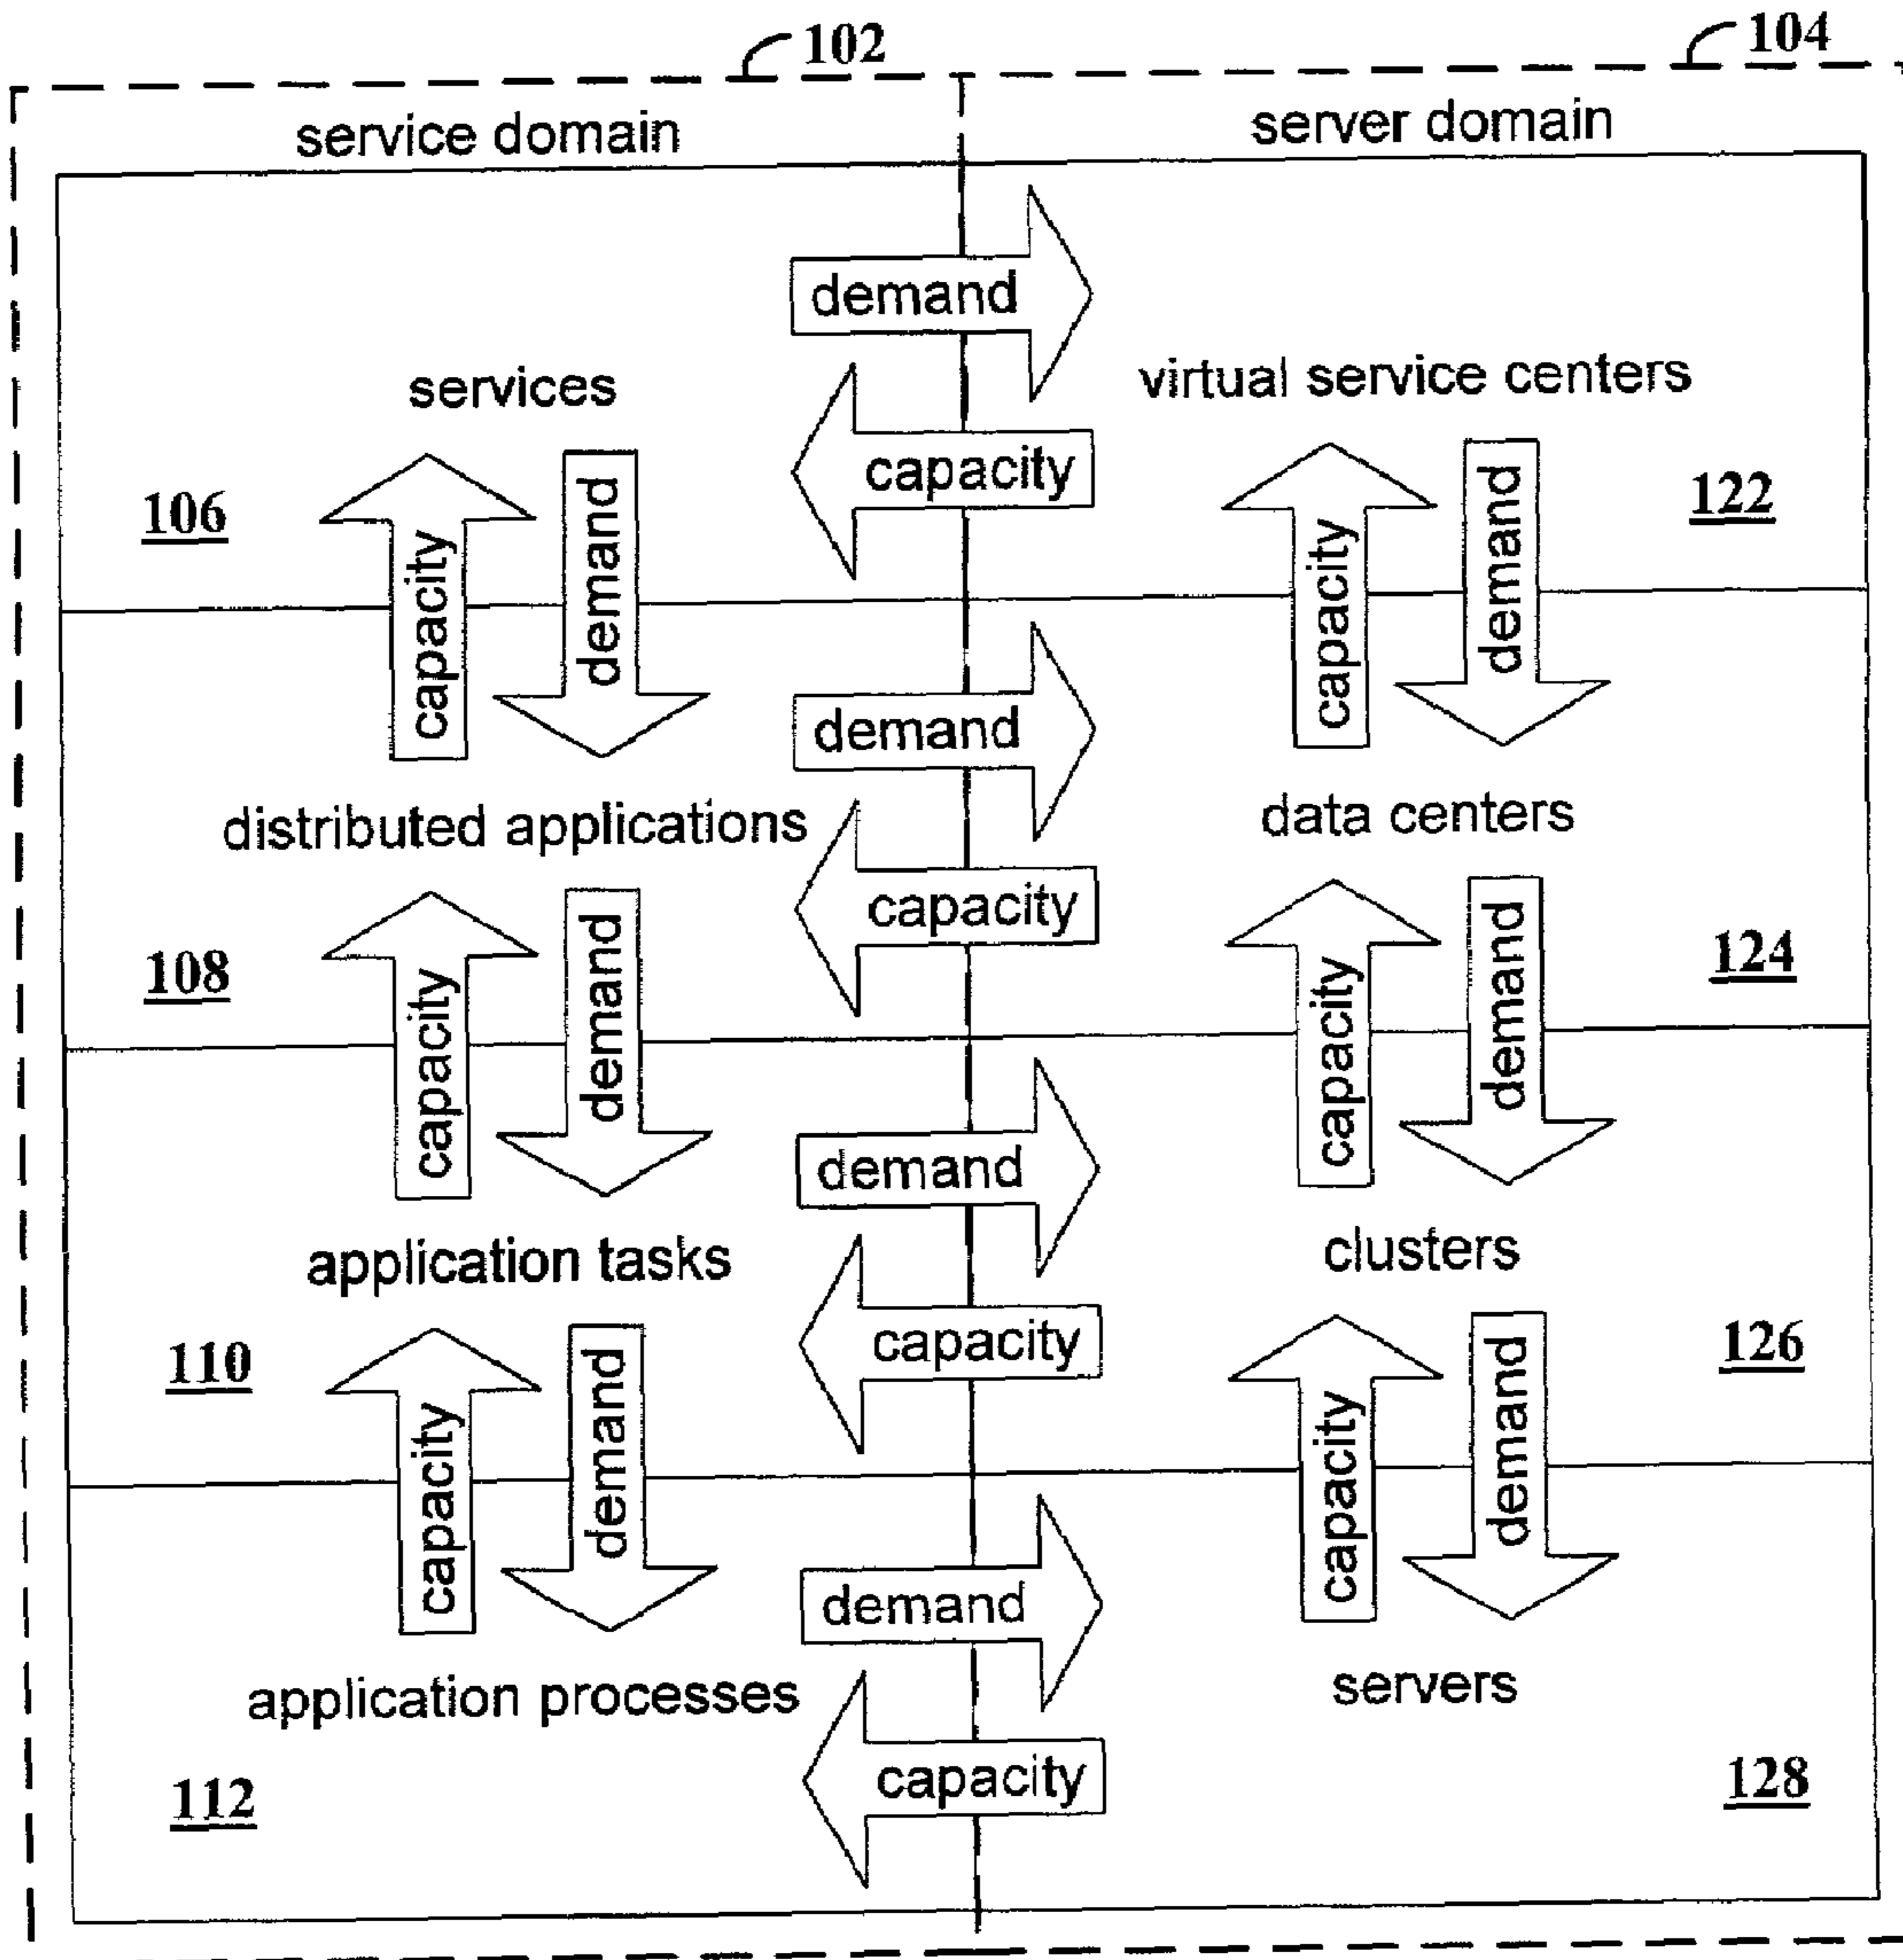 102
104
service domain
server domain
demand
services
virtual service centers
capacity
106
capacity
demand
capacity
demand
122
demand
distributed applications
data centers
capacity
108
capacity
demand
capacity
demand
124
demand
application tasks
clusters
capacity
110
capacity
demand
capacity
demand
126
demand
application processes
servers
capacity
112
128